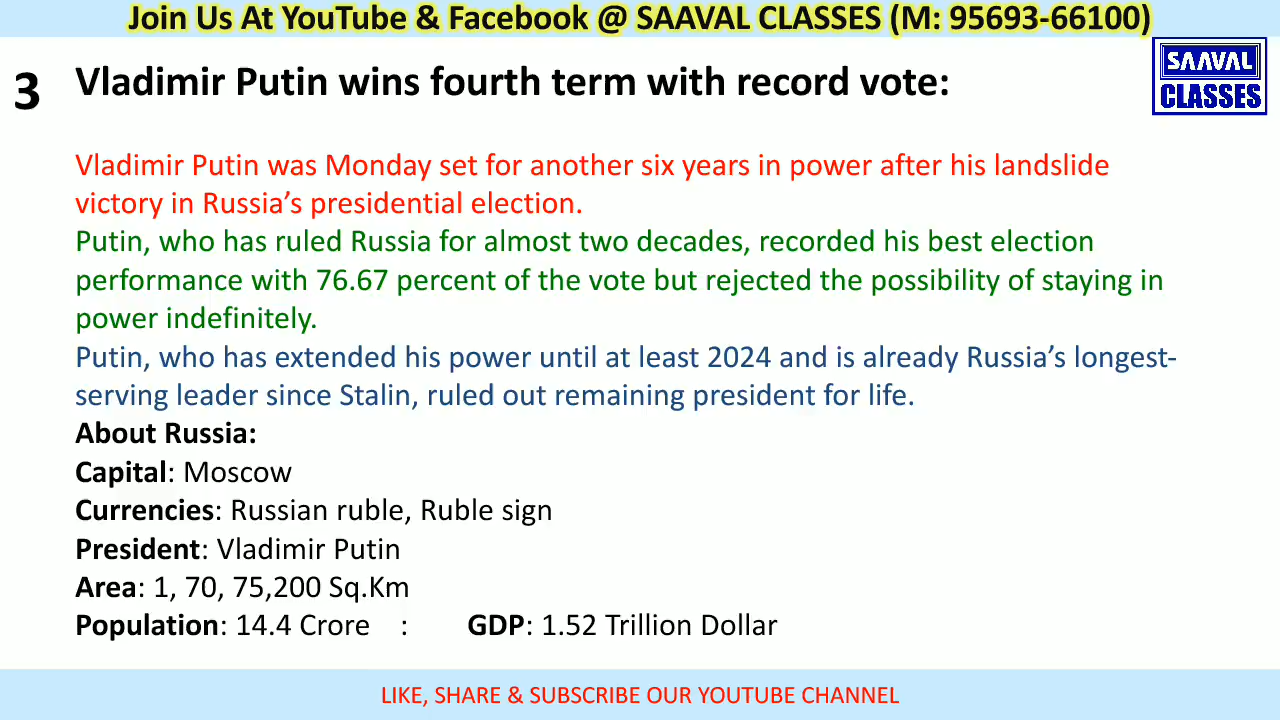 Join Us At YouTube & Facebook @ SAAVAL CLASSES (M: 95693-66100)
SAAVAL
CLASSES
3 Vladimir Putin wins fourth term with record vote:
Vladimir Putin was Monday set for another six years in power after his landslide
victory in Russia’s presidential election.
Putin, who has ruled Russia for almost two decades, recorded his best election
performance with 76.67 percent of the vote but rejected the possibility of staying in
power indefinitely.
Putin, who has extended his power until at least 2024 and is already Russia’s longest-
serving leader since Stalin, ruled out remaining president for life.
About Russia:
Capital: Moscow
Currencies: Russian ruble, Ruble sign
President: Vladimir Putin
Area: 1, 70, 75,200 Sq.Km
Population: 14.4 Crore : GDP: 1.52 Trillion Dollar
LIKE, SHARE & SUBSCRIBE OUR YOUTUBE CHANNEL